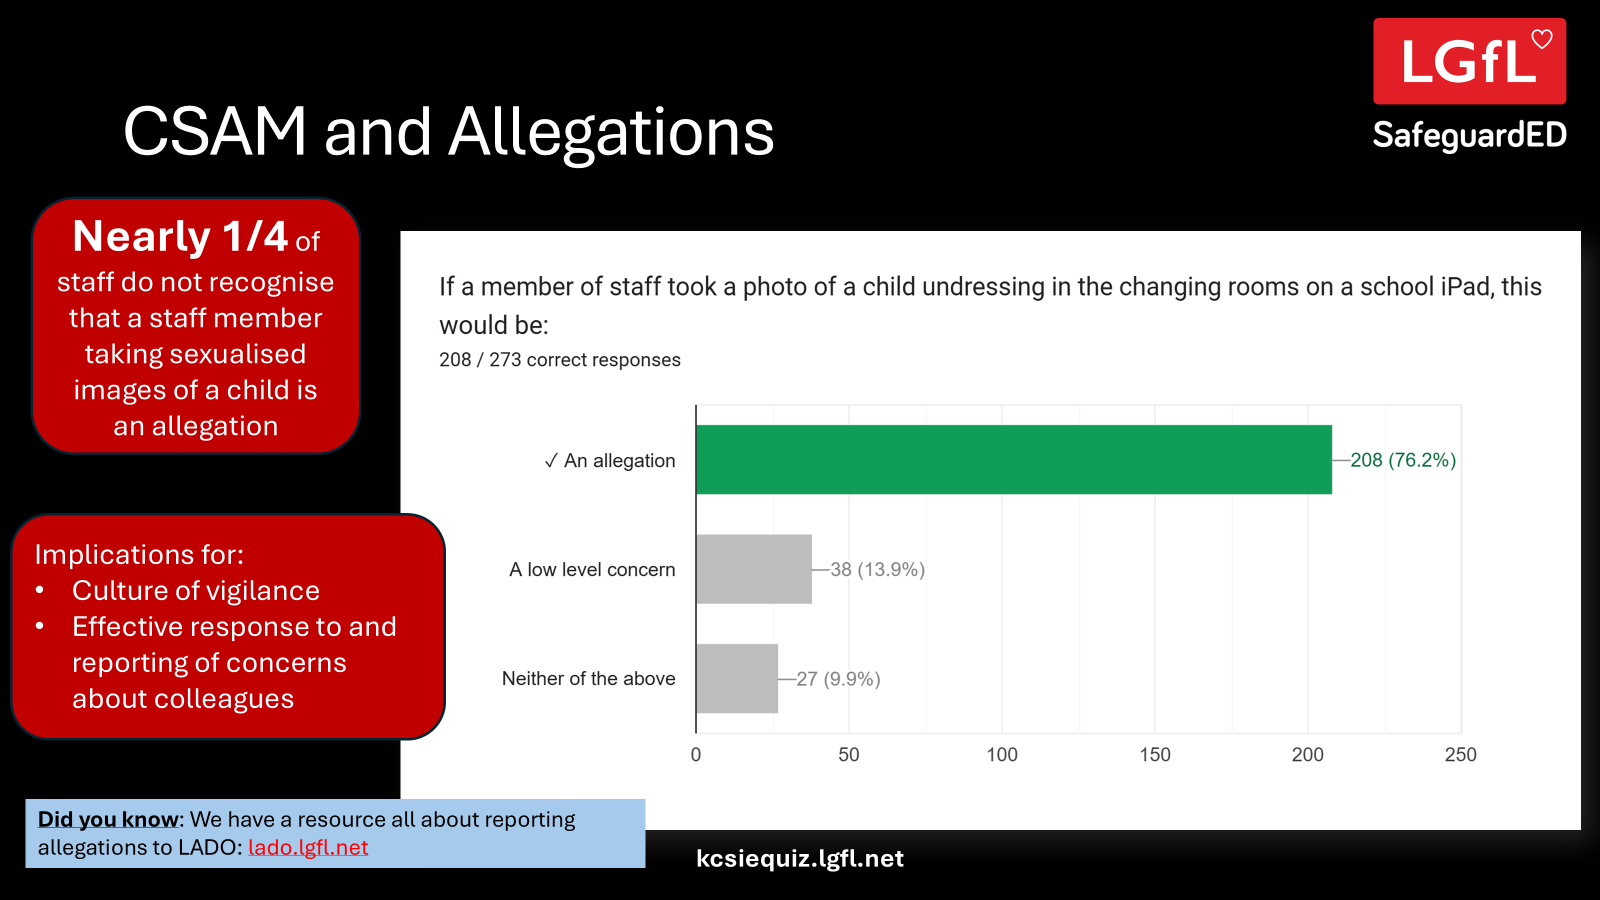 LGfL
SafeguardED
CSAM and Allegations
Nearly 1/4 of
staff do not recognise
that a staff member
taking sexualised
images of a child is
an allegation
Implications for:
• Culture of vigilance
• Effective response to and
reporting of concerns
about colleagues
If a member of staff took a photo of a child undressing in the changing rooms on a school iPad, this
would be:
208 / 273 correct responses
✓ An allegation
208 (76.2%)
A low level concern
38 (13.9%)
Neither of the above
27 (9.9%)
0 50 100 150 200 250
Did you know: We have a resource all about reporting
allegations to LADO: lado.lgfl.net
kcsiequiz.lgfl.net